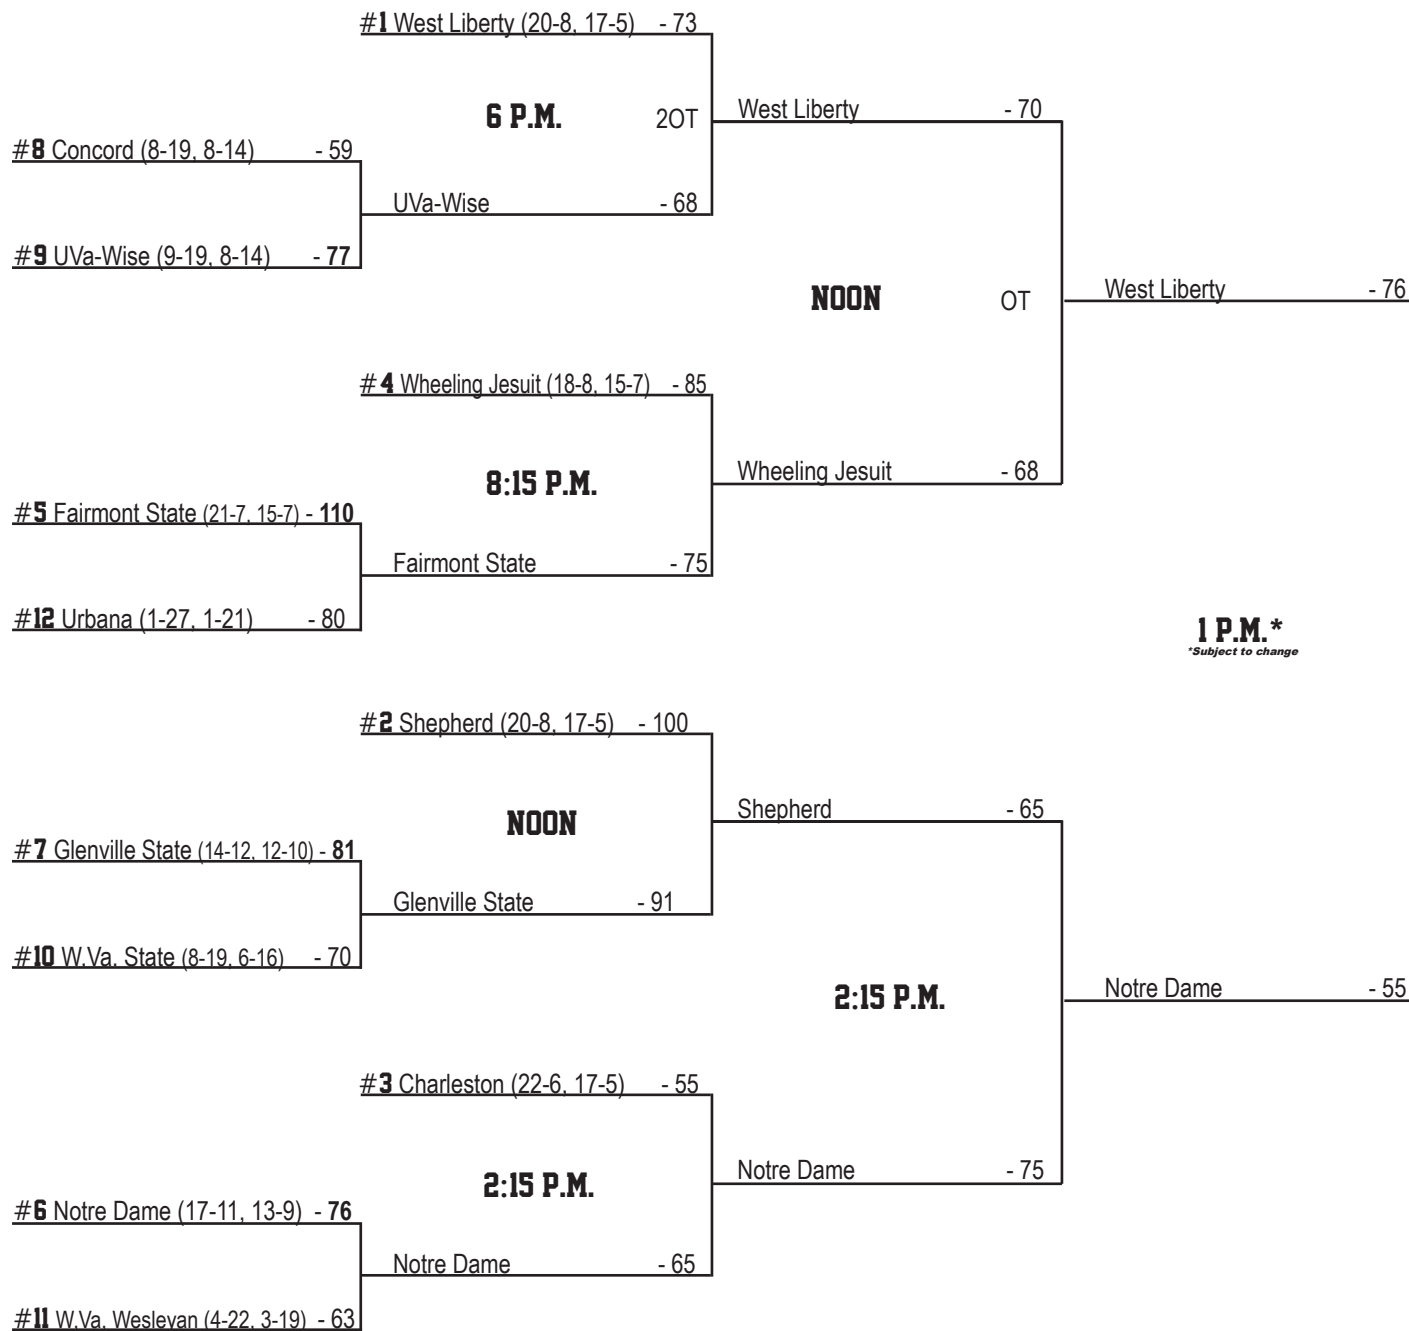 #1 West Liberty (20-8, 17-5) - 73
6 P.M. 2OT
West Liberty - 70
#8 Concord (8-19, 8-14) - 59
UVa-Wise - 68
#9 UVa-Wise (9-19, 8-14) - 77
NOON OT
West Liberty - 76
#4 Wheeling Jesuit (18-8, 15-7) - 85
8:15 P.M.
Wheeling Jesuit - 68
#5 Fairmont State (21-7, 15-7) - 110
Fairmont State - 75
#12 Urbana (1-27, 1-21) - 80
1 P.M.*
*Subject to change
#2 Shepherd (20-8, 17-5) - 100
NOON
Shepherd - 65
#7 Glenville State (14-12, 12-10) - 81
Glenville State - 91
#10 W.Va. State (8-19, 6-16) - 70
2:15 P.M.
Notre Dame - 55
#3 Charleston (22-6, 17-5) - 55
2:15 P.M.
Notre Dame - 75
#6 Notre Dame (17-11, 13-9) - 76
Notre Dame - 65
#11 W.Va. Wesleyan (4-22, 3-19) - 63